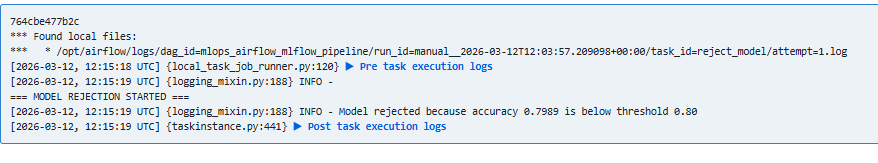 764cbe477b2c
*** Found local files:
***   * /opt/airflow/logs/dag_id=mlops_airflow_mlflow_pipeline/run_id=manual__2026-03-12T12:03:57.209098+00:00/task_id=reject_model/attempt=1.log
[2026-03-12, 12:15:18 UTC] {local_task_job_runner.py:120} ▶ Pre task execution logs
[2026-03-12, 12:15:19 UTC] {logging_mixin.py:188} INFO -
=== MODEL REJECTION STARTED ===
[2026-03-12, 12:15:19 UTC] {logging_mixin.py:188} INFO - Model rejected because accuracy 0.7989 is below threshold 0.80
[2026-03-12, 12:15:19 UTC] {taskinstance.py:441} ▶ Post task execution logs